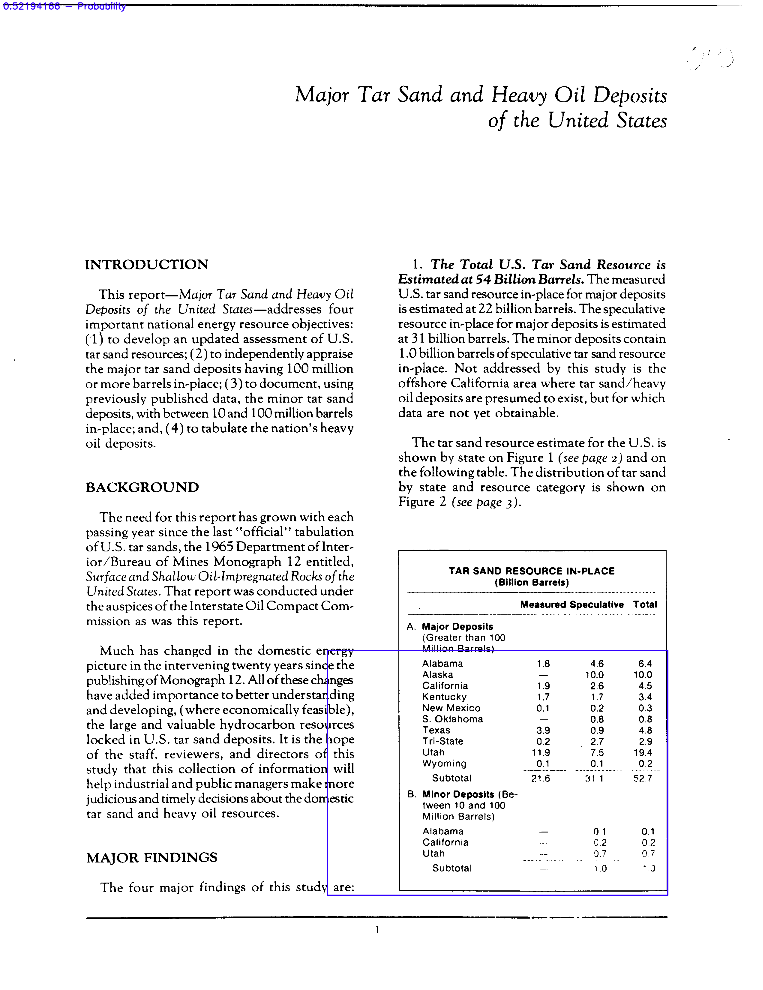 0.52194166 – Probability
Major Tar Sand and Heavy Oil Deposits
of the United States
INTRODUCTION
This report—Major Tar Sand and Heavy Oil
Deposits of the United States—addresses four
important national energy resource objectives:
(1) to develop an updated assessment of U.S.
tar sand resources; (2) to independently appraise
the major tar sand deposits having 100 million
or more barrels in-place; (3) to document, using
previously published data, the minor tar sand
deposits, with between 10 and 100 million barrels
in-place; and, (4) to tabulate the nation's heavy
oil deposits.
BACKGROUND
The need for this report has grown with each
passing year since the last "official" tabulation
of U.S. tar sands, the 1965 Department of Inter-
ior/Bureau of Mines Monograph 12 entitled,
Surface and Shallow Oil-Impregnated Rocks of the
United States. That report was conducted under
the auspices of the Interstate Oil Compact Com-
mission as was this report.
Much has changed in the domestic energy
picture in the intervening twenty years since the
publishing of Monograph 12. All of these changes
have added importance to better understanding
and developing, (where economically feasible),
the large and valuable hydrocarbon resources
locked in U.S. tar sand deposits. It is the hope
of the staff, reviewers, and directors of this
study that this collection of information will
help industrial and public managers make more
judicious and timely decisions about the domestic
tar sand and heavy oil resources.
MAJOR FINDINGS
The four major findings of this study are:
1. The Total U.S. Tar Sand Resource is
Estimated at 54 Billion Barrels. The measured
U.S. tar sand resource in-place for major deposits
is estimated at 22 billion barrels. The speculative
resource in-place for major deposits is estimated
at 31 billion barrels. The minor deposits contain
1.0 billion barrels of speculative tar sand resource
in-place. Not addressed by this study is the
offshore California area where tar sand/heavy
oil deposits are presumed to exist, but for which
data are not yet obtainable.
The tar sand resource estimate for the U.S. is
shown by state on Figure 1 (see page 2) and on
the following table. The distribution of tar sand
by state and resource category is shown on
Figure 2 (see page 3).
TAR SAND RESOURCE IN-PLACE
(Billion Barrels)
Measured Speculative Total
A. Major Deposits
(Greater than 100
Million Barrels)
Alabama 1.8 4.6 6.4
Alaska — 10.0 10.0
California 1.9 2.6 4.5
Kentucky 1.7 1.7 3.4
New Mexico 0.1 0.2 0.3
S. Oklahoma — 0.8 0.8
Texas 3.9 0.9 4.8
Tri-State 0.2 2.7 2.9
Utah 11.9 7.5 19.4
Wyoming 0.1 0.1 0.2
Subtotal 21.6 31.1 52.7
B. Minor Deposits (Be-
tween 10 and 100
Million Barrels)
Alabama — 0.1 0.1
California — 0.2 0.2
Utah — 0.7 0.7
Subtotal — 1.0
1